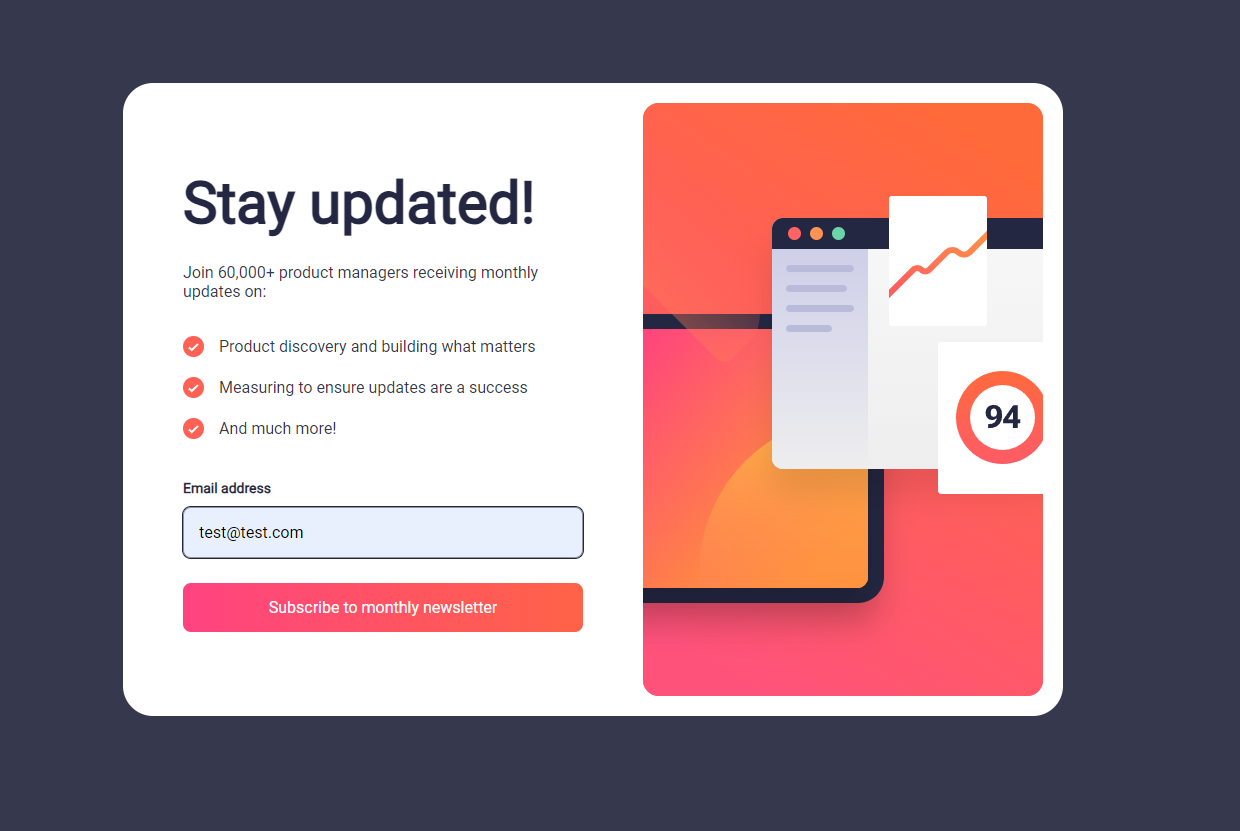 Stay updated!
Join 60,000+ product managers receiving monthly
updates on:
Product discovery and building what matters
Measuring to ensure updates are a success
And much more!
Email address
test@test.com
Subscribe to monthly newsletter
94